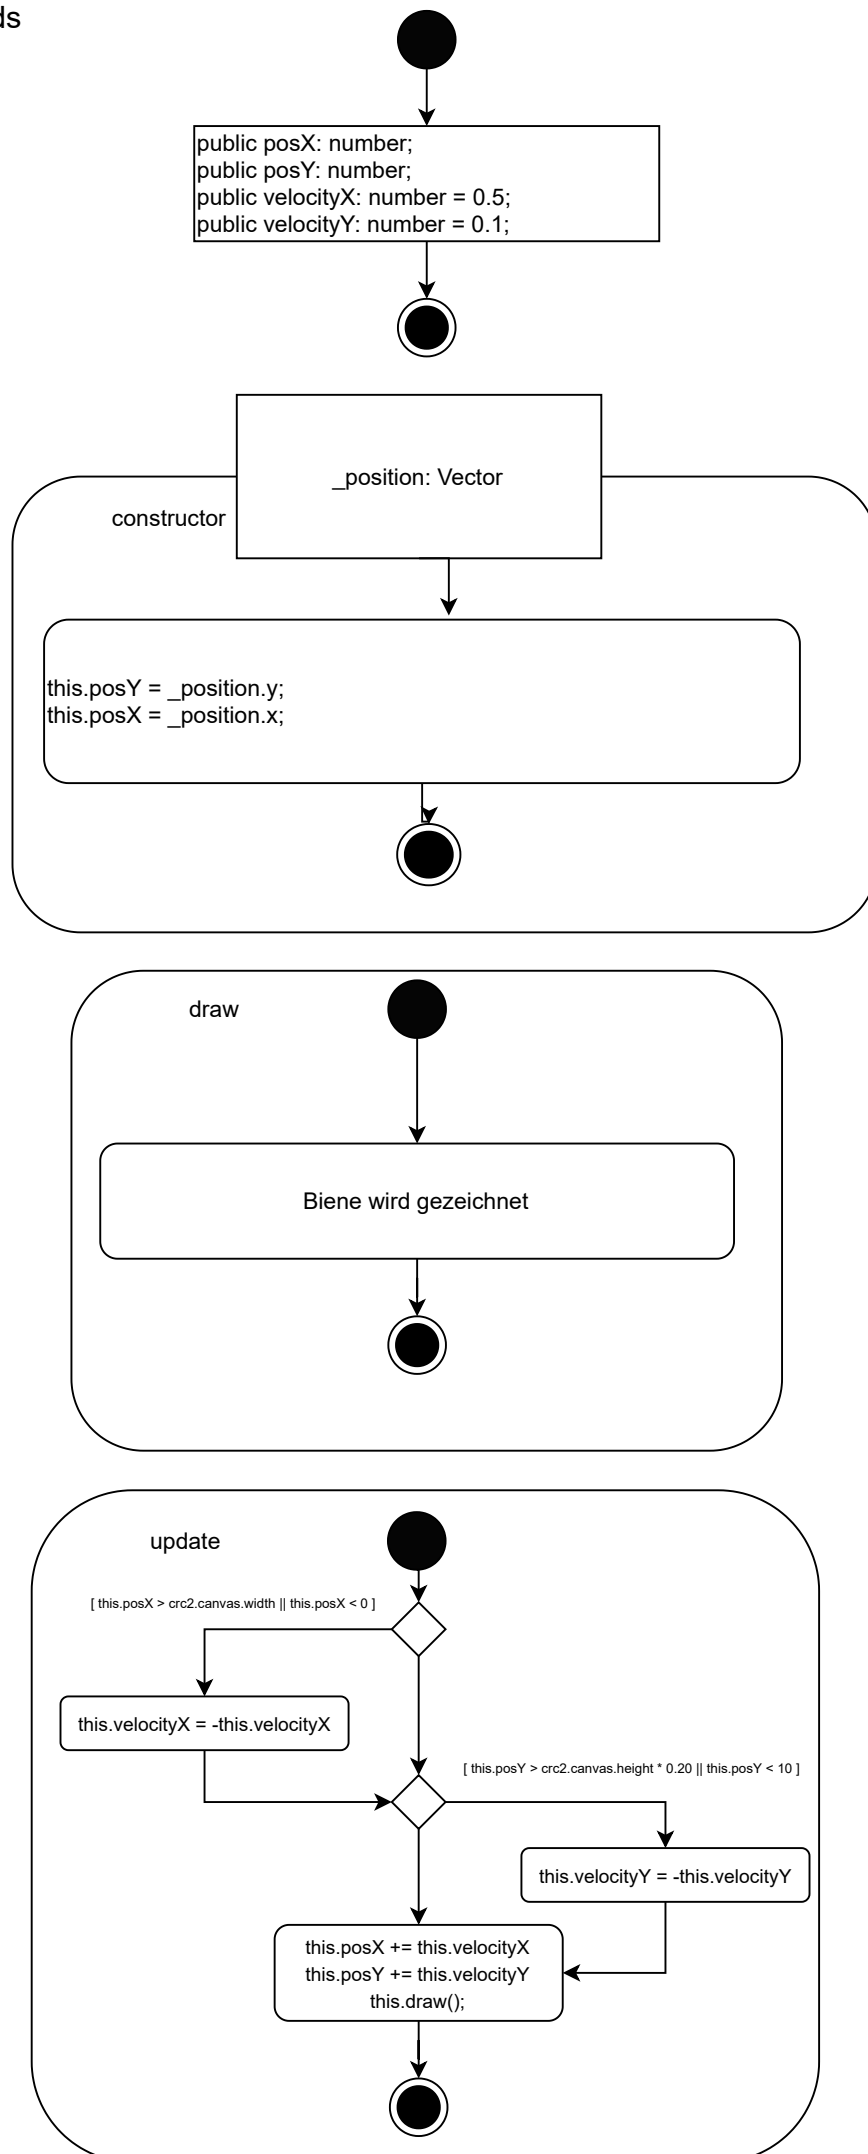 ds
public posX: number;
public posY: number;
public velocityX: number = 0.5;
public velocityY: number = 0.1;
_position: Vector
constructor
this.posY = _position.y;
this.posX = _position.x;
draw
Biene wird gezeichnet
update
[ this.posX > crc2.canvas.width || this.posX < 0 ]
this.velocityX = -this.velocityX
[ this.posY > crc2.canvas.height * 0.20 || this.posY < 10 ]
this.velocityY = -this.velocityY
this.posX += this.velocityX
this.posY += this.velocityY
this.draw();